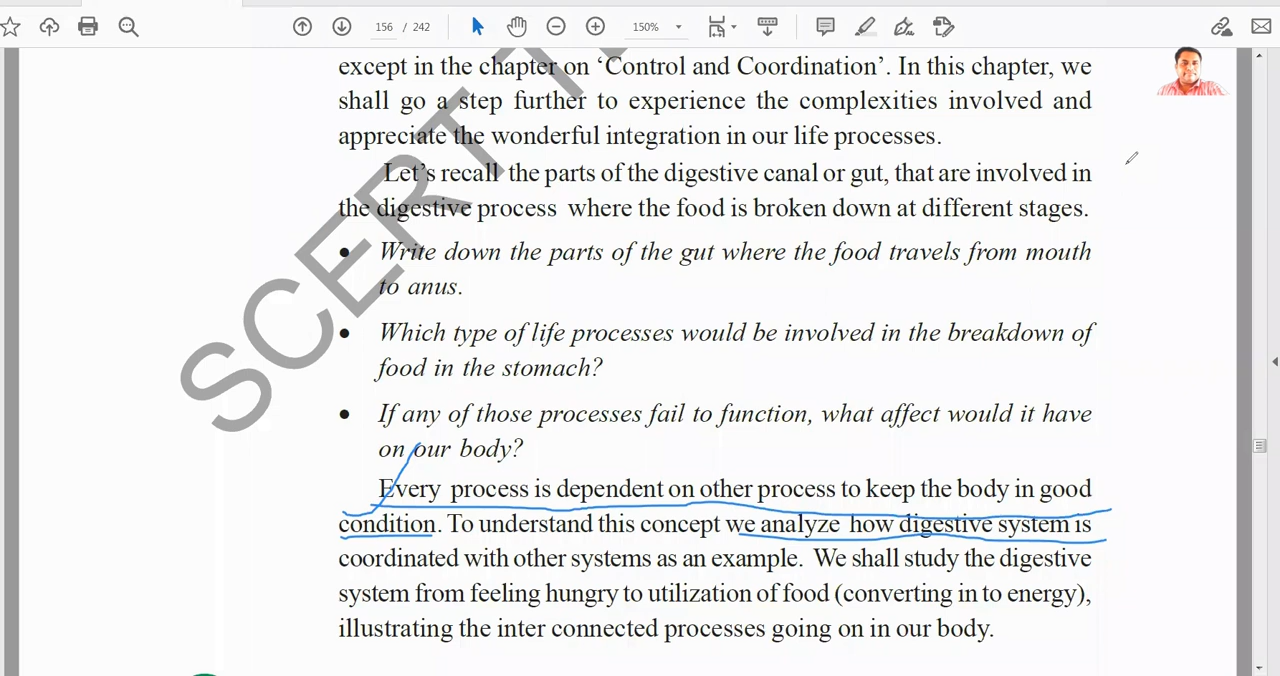 156 / 242
150%
except in the chapter on ‘Control and Coordination’. In this chapter, we
shall go a step further to experience the complexities involved and
appreciate the wonderful integration in our life processes.
Let’s recall the parts of the digestive canal or gut, that are involved in
the digestive process where the food is broken down at different stages.
• Write down the parts of the gut where the food travels from mouth
to anus.
• Which type of life processes would be involved in the breakdown of
food in the stomach?
• If any of those processes fail to function, what affect would it have
on our body?
Every process is dependent on other process to keep the body in good
condition. To understand this concept we analyze how digestive system is
coordinated with other systems as an example. We shall study the digestive
system from feeling hungry to utilization of food (converting in to energy),
illustrating the inter connected processes going on in our body.
SCERT